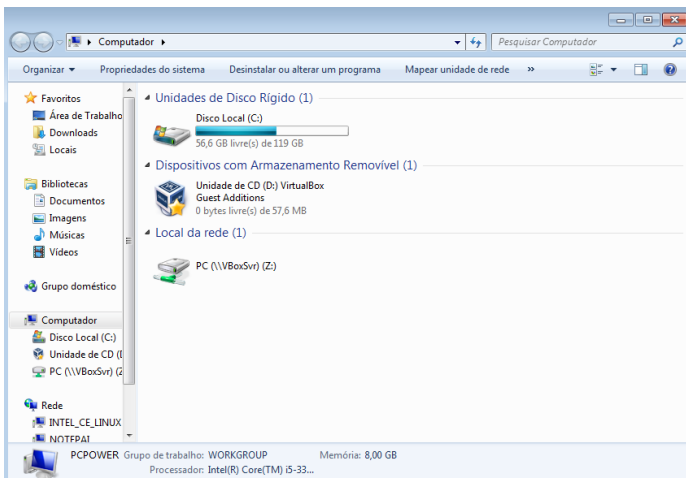 Computador
Pesquisar Computador
Organizar
Propriedades do sistema
Desinstalar ou alterar um programa
Mapear unidade de rede
»
Favoritos
Área de Trabalho
Downloads
Locais
Bibliotecas
Documentos
Imagens
Músicas
Vídeos
Grupo doméstico
Computador
Disco Local (C:)
Unidade de CD (
PC (\\VBoxSvr) (Z
Rede
INTEL_CE_LINUX
NOTEPAI
Unidades de Disco Rígido (1)
Disco Local (C:)
56,6 GB livre(s) de 119 GB
Dispositivos com Armazenamento Removível (1)
Unidade de CD (D:) VirtualBox
Guest Additions
0 bytes livre(s) de 57,6 MB
Local da rede (1)
PC (\\VBoxSvr) (Z:)
PCPOWER Grupo de trabalho: WORKGROUP Memória: 8,00 GB
Processador: Intel(R) Core(TM) i5-33...